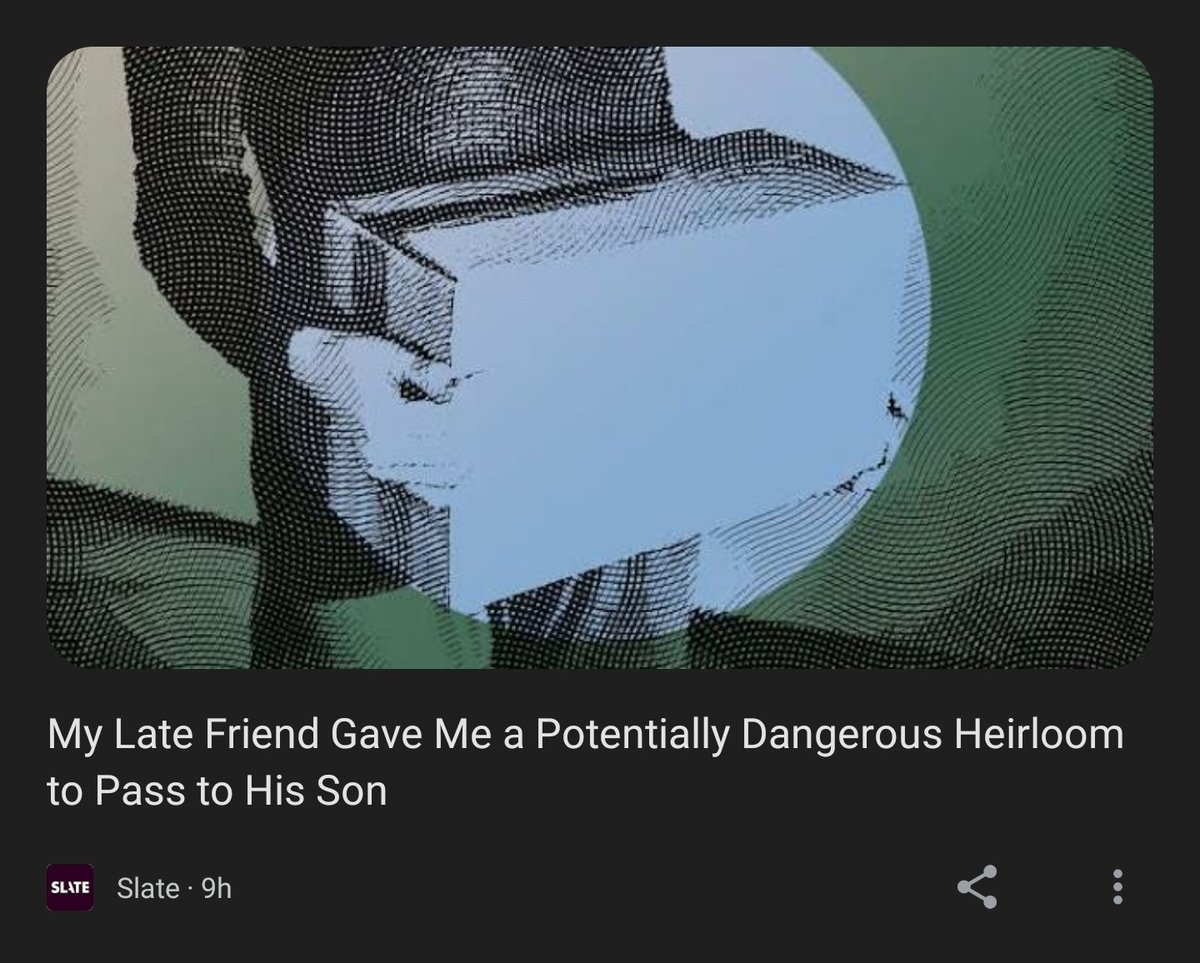 My Late Friend Gave Me a Potentially Dangerous Heirloom
to Pass to His Son
SLATE
Slate · 9h